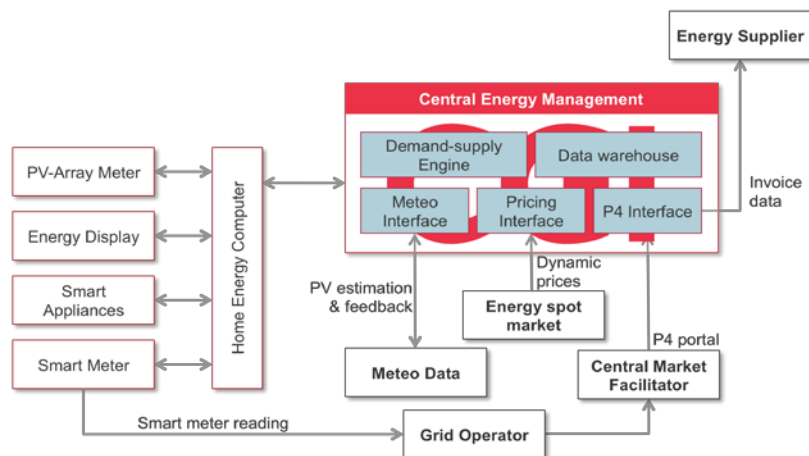 Energy Supplier
Central Energy Management
Demand-supply
Engine
Data warehouse
PV-Array Meter
Meteo
Interface
Pricing
Interface
P4 Interface
Invoice
data
Energy Display
Home Energy Computer
Smart
Appliances
PV estimation
& feedback
Dynamic
prices
Energy spot
market
P4 portal
Smart Meter
Meteo Data
Central Market
Facilitator
Smart meter reading
Grid Operator